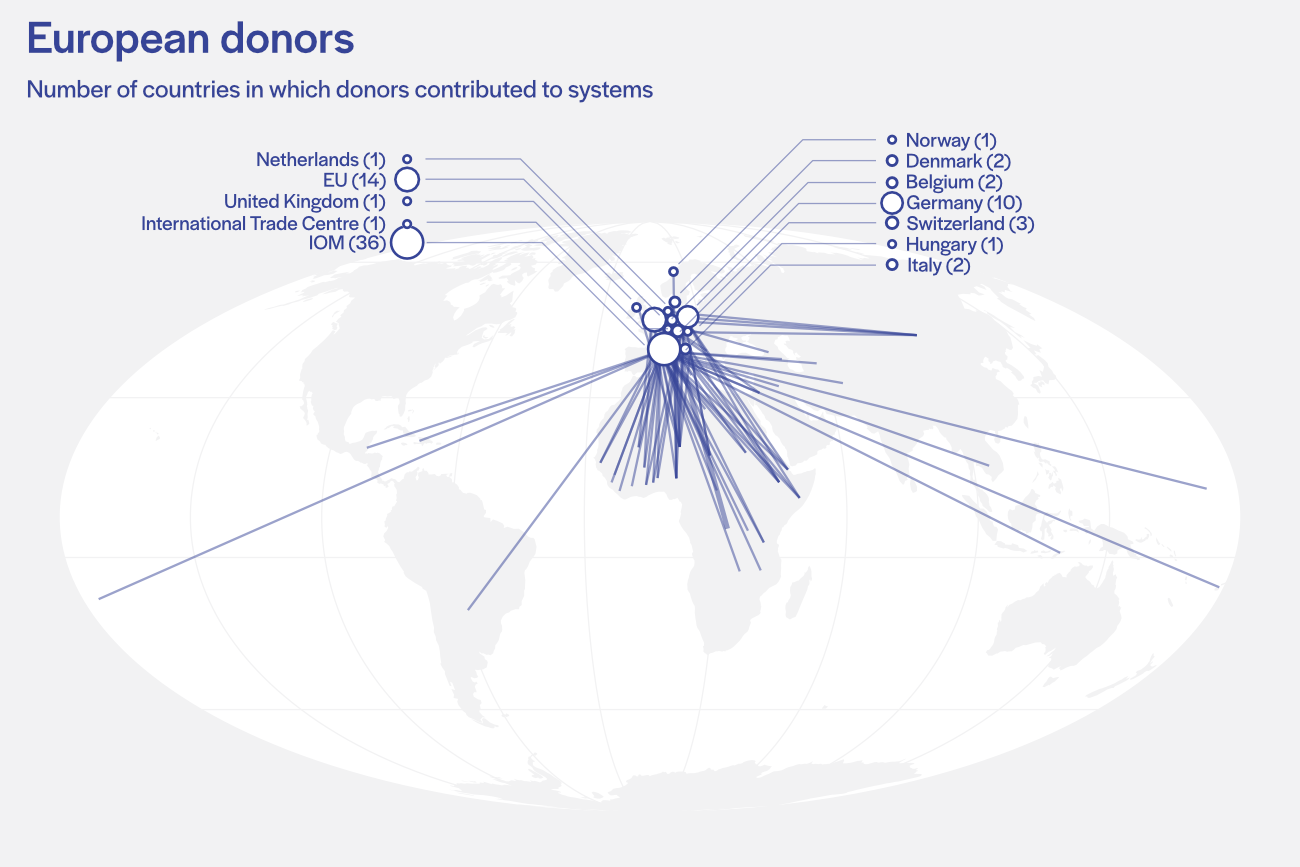 European donors
Number of countries in which donors contributed to systems
Netherlands (1)
EU (14)
United Kingdom (1)
International Trade Centre (1)
IOM (36)
Norway (1)
Denmark (2)
Belgium (2)
Germany (10)
Switzerland (3)
Hungary (1)
Italy (2)